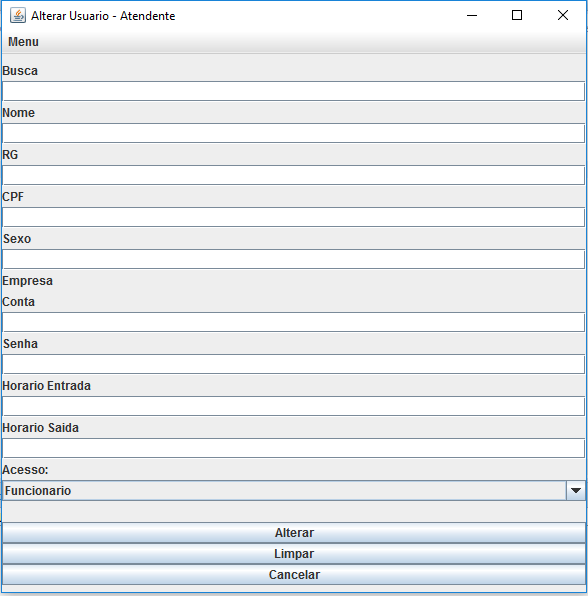 Alterar Usuario - Atendente
Menu
Busca
Nome
RG
CPF
Sexo
Empresa
Conta
Senha
Horario Entrada
Horario Saida
Acesso:
Funcionario
Alterar
Limpar
Cancelar